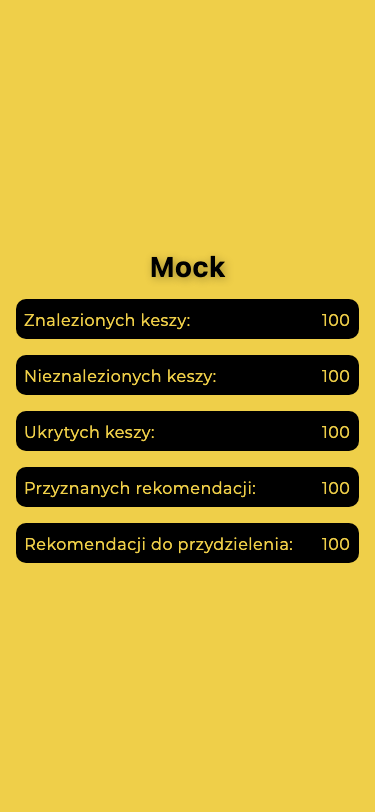 Mock
Znalezionych keszy: 100
Nieznalezionych keszy: 100
Ukrytych keszy: 100
Przyznanych rekomendacji: 100
Rekomendacji do przydzielenia: 100